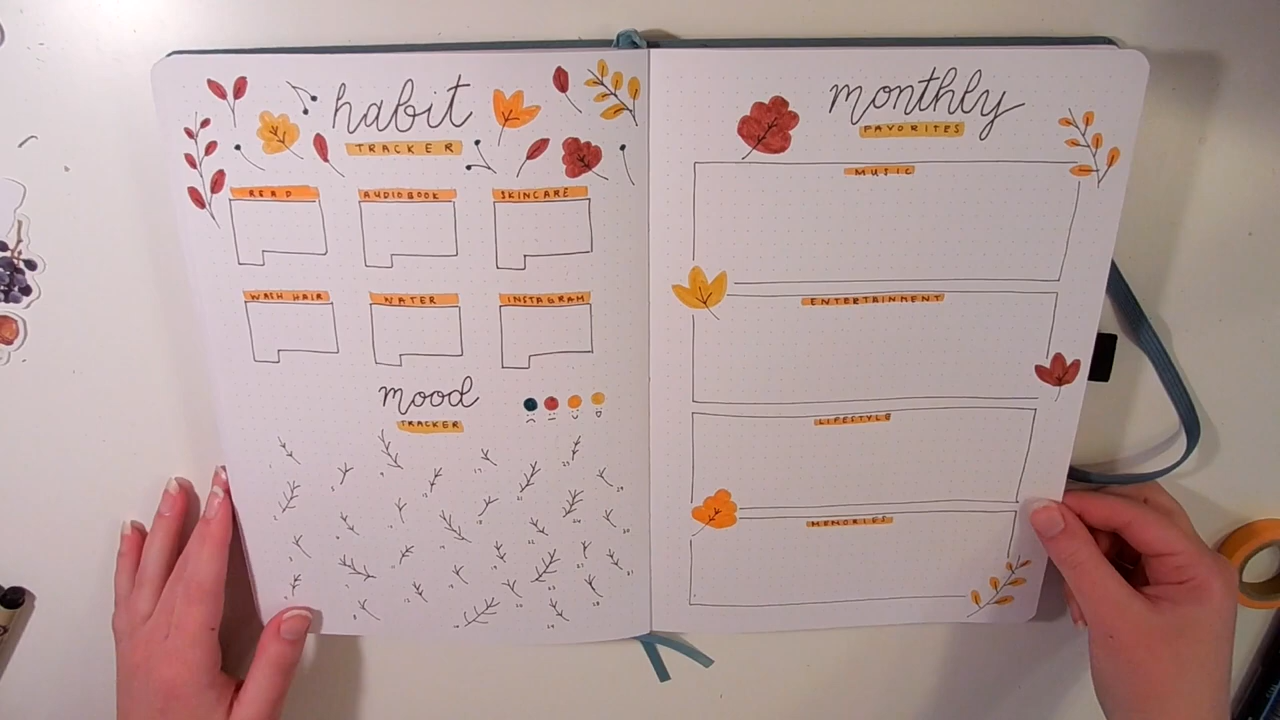 habit
TRACKER
READ
AUDIOBOOK
SKINCARE
WASH HAIR
WATER
INSTAGRAM
mood
TRACKER
monthly
FAVORITES
MUSIC
ENTERTAINMENT
LIFESTYLE
MEMORIES